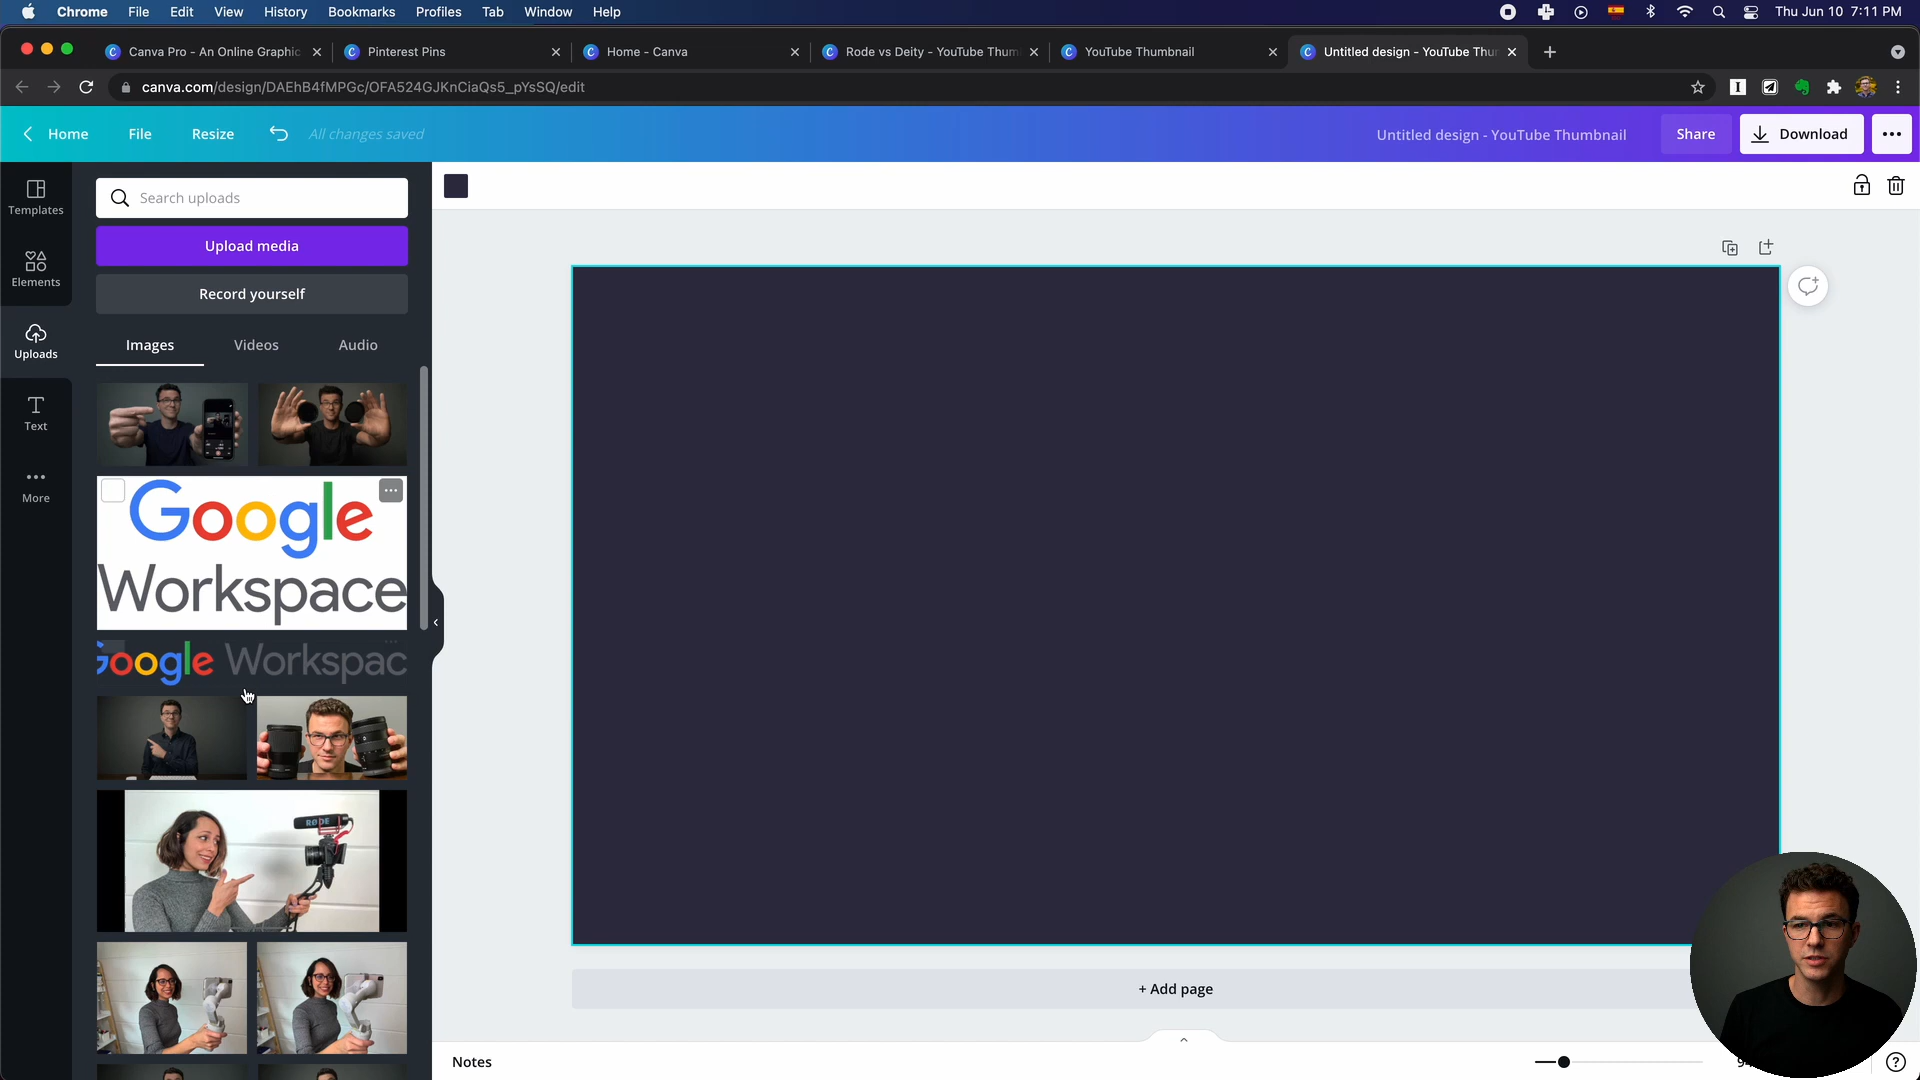 Chrome File Edit View History Bookmarks Profiles Tab Window Help Thu Jun 10 7:11 PM
Canva Pro - An Online Graphic Pinterest Pins Home - Canva Rode vs Deity - YouTube Thum YouTube Thumbnail Untitled design - YouTube Thu
canva.com/design/DAEhB4fMPGc/OFA524GJKnCiaQs5_pYsSQ/edit
Home File Resize All changes saved Untitled design - YouTube Thumbnail Share Download
Templates
Elements
Uploads
Text
More
Search uploads
Upload media
Record yourself
Images Videos Audio
Google
Workspace
Google Workspac
RØDE
+ Add page
Notes